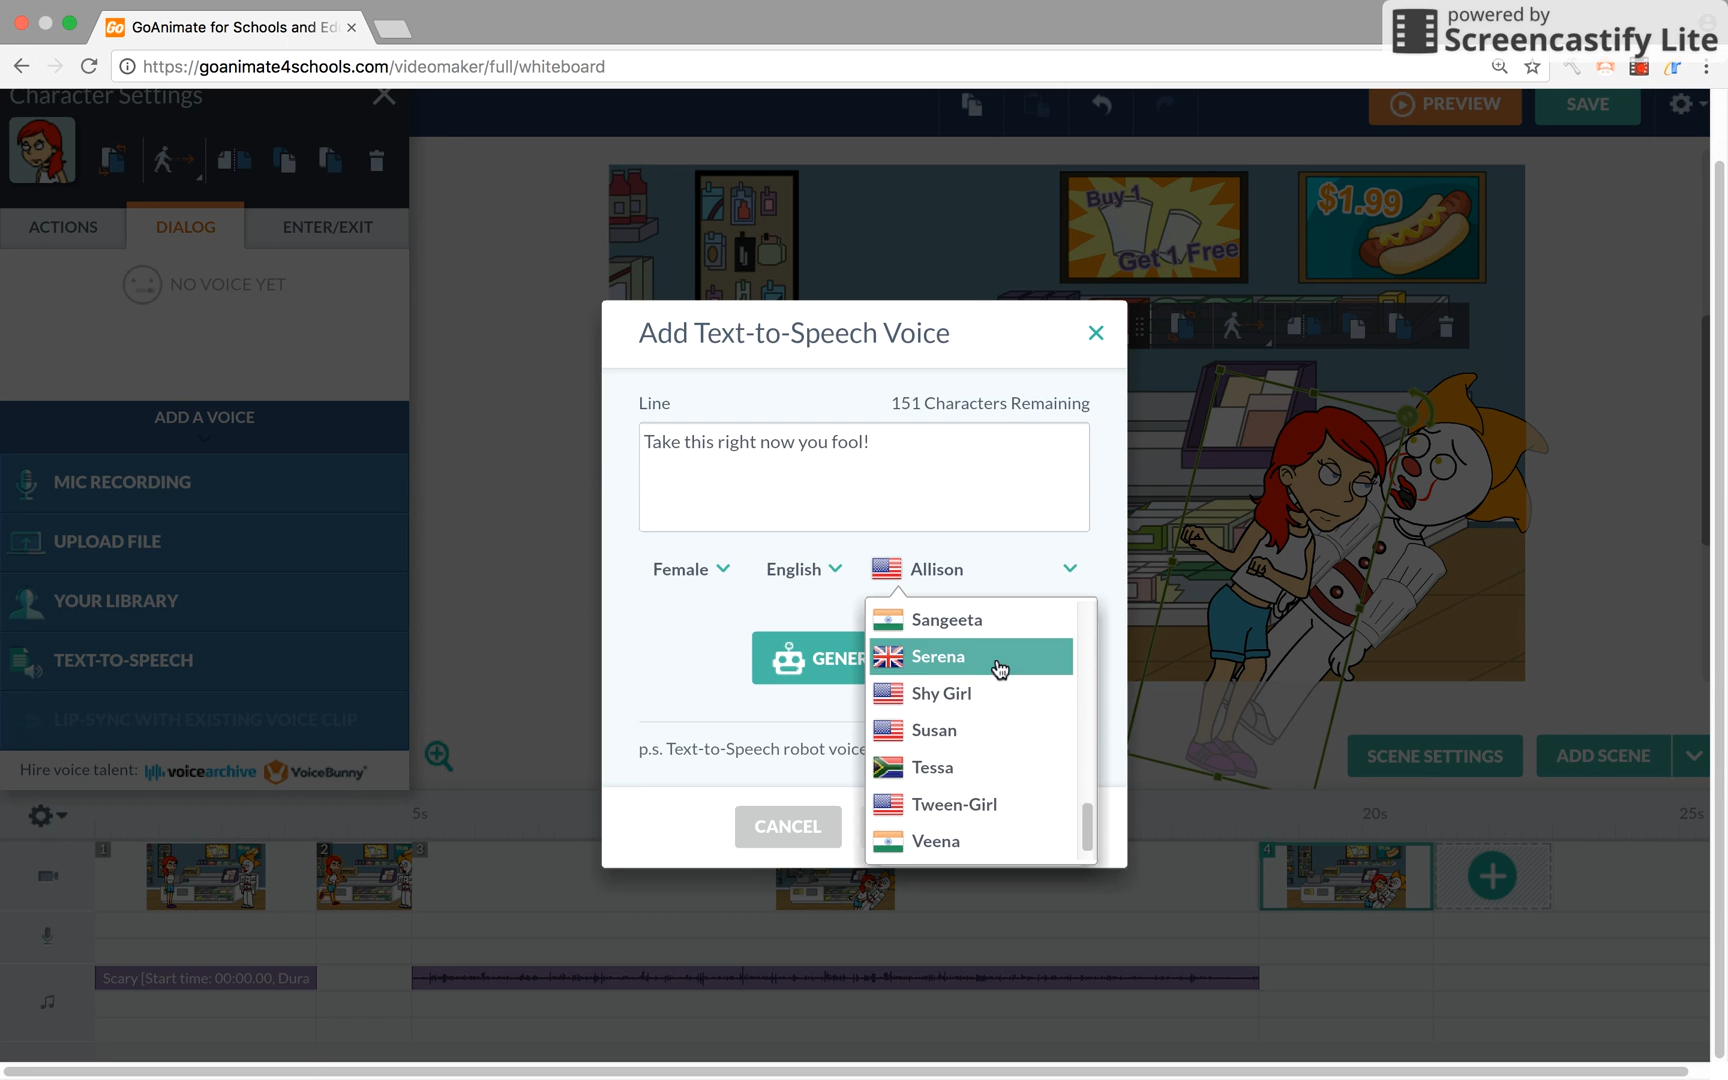 GoAnimate for Schools and Ed
powered by
Screencastify Lite
https://goanimate4schools.com/videomaker/full/whiteboard
Character Settings
PREVIEW
SAVE
ACTIONS
DIALOG
ENTER/EXIT
NO VOICE YET
Buy 1
Get 1 Free
$1.99
Add Text-to-Speech Voice
Line
151 Characters Remaining
Take this right now you fool!
ADD A VOICE
MIC RECORDING
UPLOAD FILE
YOUR LIBRARY
TEXT-TO-SPEECH
LIP-SYNC WITH EXISTING VOICE CLIP
Female
English
Allison
Sangeeta
Serena
Shy Girl
Susan
Tessa
Tween-Girl
Veena
GENER
p.s. Text-to-Speech robot voice
CANCEL
SCENE SETTINGS
ADD SCENE
Hire voice talent: voicearchive VoiceBunny
5s
20s
25s
1
2
3
4
Scary [Start time: 00:00.00, Dura